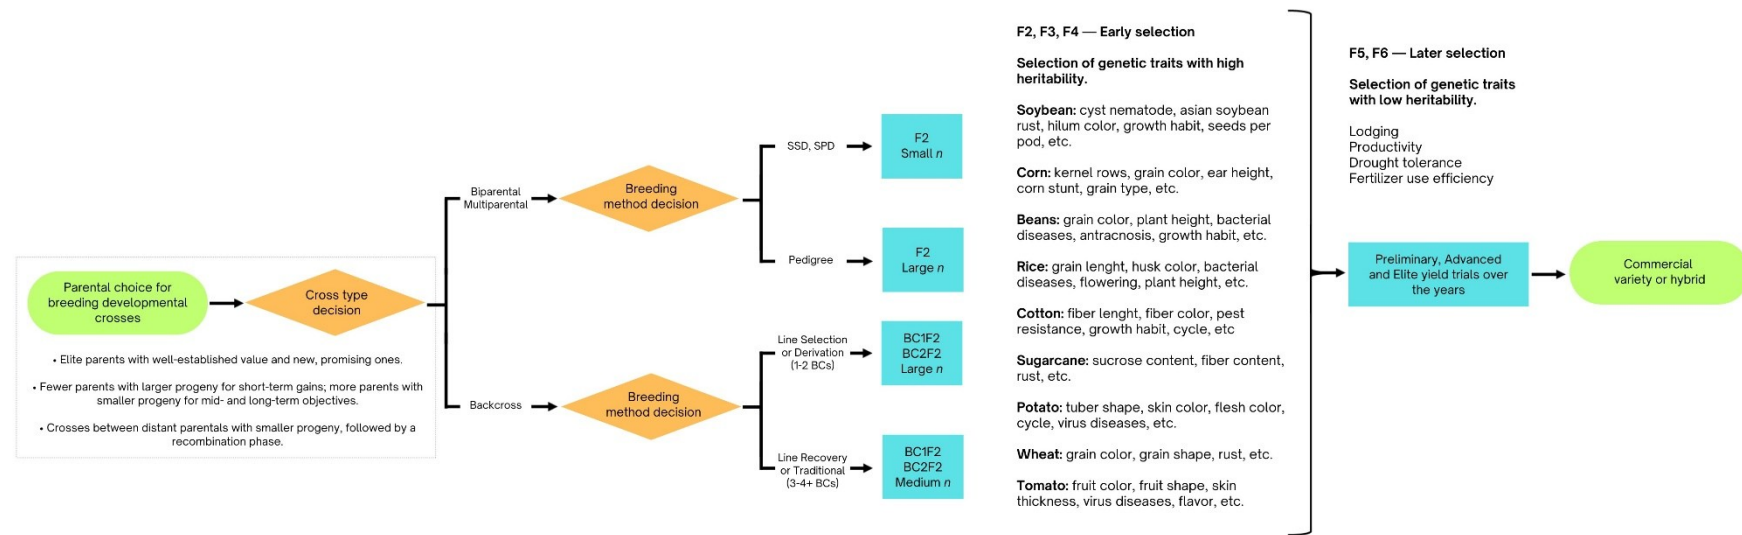 Parental choice for
breeding developmental
crosses
Cross type
decision
• Elite parents with well-established value and new, promising ones.
• Fewer parents with larger progeny for short-term gains; more parents with
smaller progeny for mid- and long-term objectives.
• Crosses between distant parentals with smaller progeny, followed by a
recombination phase.
Biparental
Multiparental
Breeding
method decision
SSD, SPD
F2
Small n
Pedigree
F2
Large n
Backcross
Breeding
method decision
Line Selection
or Derivation
(1-2 BCs)
BC1F2
BC2F2
Large n
Line Recovery
or Traditional
(3-4+ BCs)
BC1F2
BC2F2
Medium n
F2, F3, F4 — Early selection
Selection of genetic traits with high
heritability.
Soybean: cyst nematode, asian soybean
rust, hilum color, growth habit, seeds per
pod, etc.
Corn: kernel rows, grain color, ear height,
corn stunt, grain type, etc.
Beans: grain color, plant height, bacterial
diseases, antracnosis, growth habit, etc.
Rice: grain lenght, husk color, bacterial
diseases, flowering, plant height, etc.
Cotton: fiber lenght, fiber color, pest
resistance, growth habit, cycle, etc
Sugarcane: sucrose content, fiber content,
rust, etc.
Potato: tuber shape, skin color, flesh color,
cycle, virus diseases, etc.
Wheat: grain color, grain shape, rust, etc.
Tomato: fruit color, fruit shape, skin
thickness, virus diseases, flavor, etc.
F5, F6 — Later selection
Selection of genetic traits
with low heritability.
Lodging
Productivity
Drought tolerance
Fertilizer use efficiency
Preliminary, Advanced
and Elite yield trials over
the years
Commercial
variety or hybrid